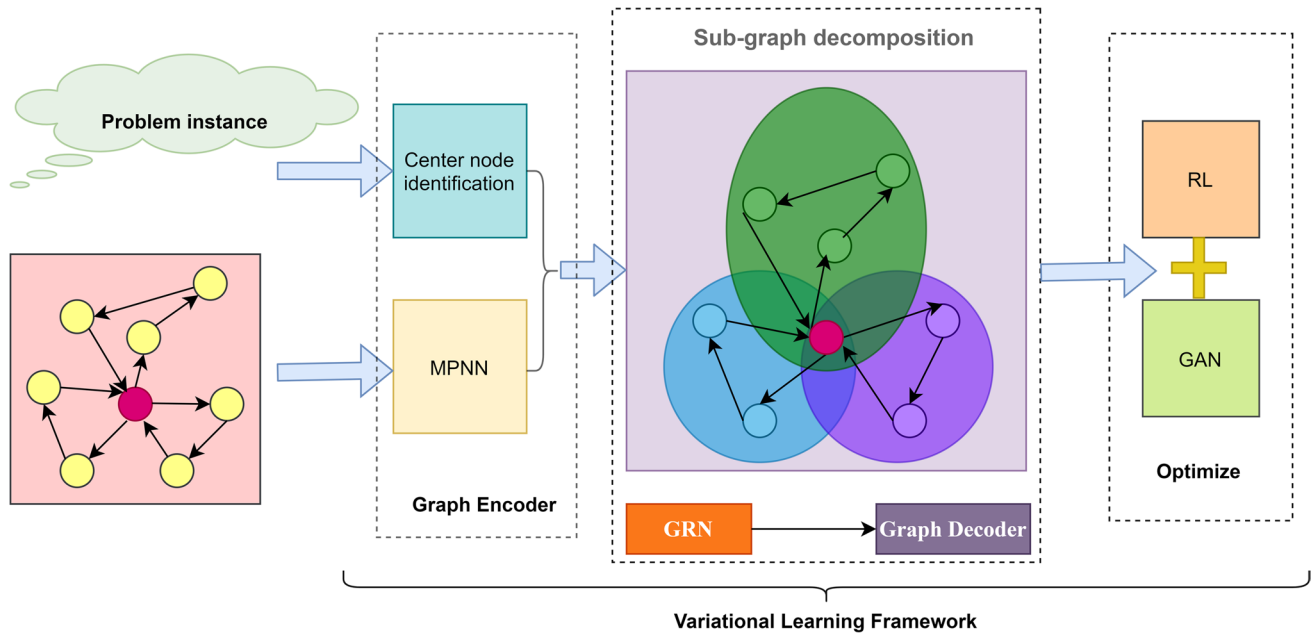 Problem instance
Center node
identification
MPNN
Graph Encoder
Sub-graph decomposition
GRN
Graph Decoder
RL
GAN
Optimize
Variational Learning Framework